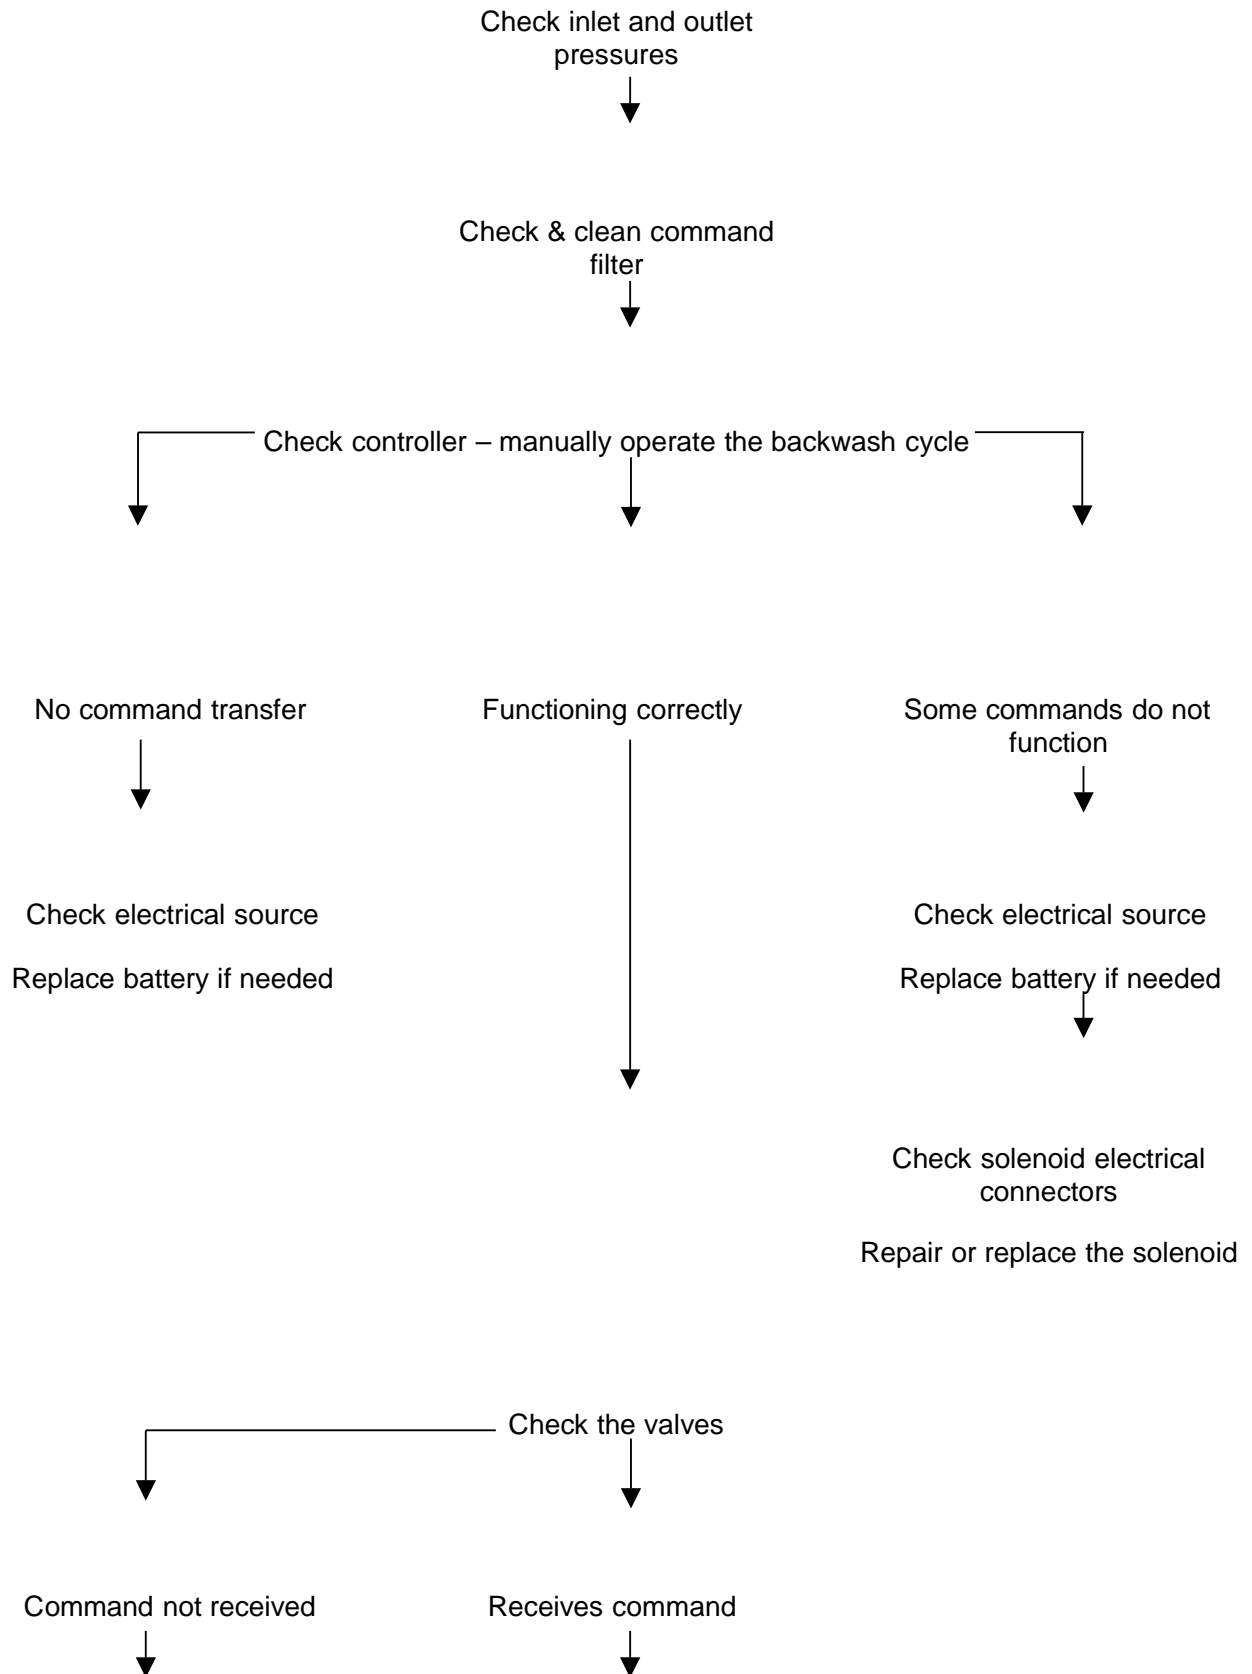 Check inlet and outlet
pressures
Check & clean command
filter
Check controller – manually operate the backwash cycle
No command transfer
Functioning correctly
Some commands do not
function
Check electrical source
Replace battery if needed
Check electrical source
Replace battery if needed
Check solenoid electrical
connectors
Repair or replace the solenoid
Check the valves
Command not received
Receives command